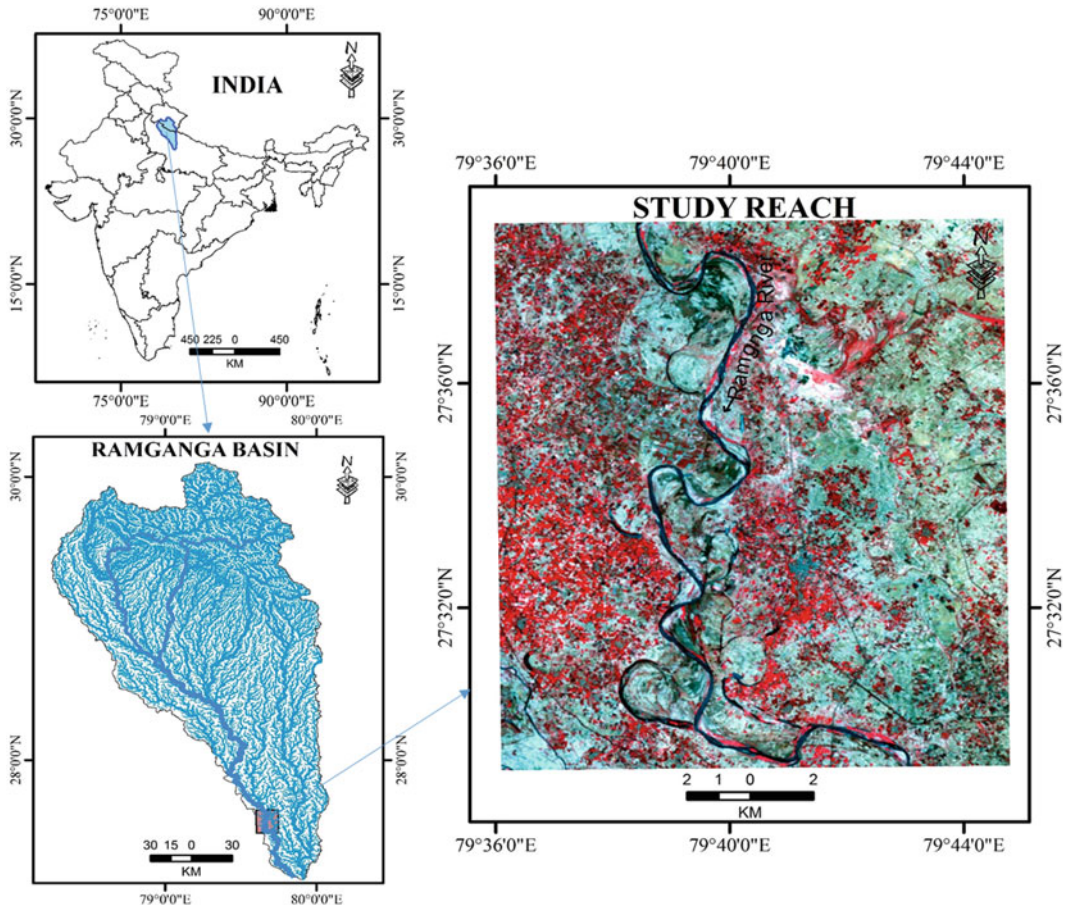 75°0'0"E 90°0'0"E
INDIA
N
30°0'0"N
30°0'0"N
15°0'0"N
15°0'0"N
450 225 0 450
KM
75°0'0"E 90°0'0"E
79°0'0"E 80°0'0"E
RAMGANGA BASIN
N
30°0'0"N
30°0'0"N
28°0'0"N
28°0'0"N
30 15 0 30
KM
79°0'0"E 80°0'0"E
79°36'0"E 79°40'0"E 79°44'0"E
STUDY REACH
N
Ramgnga River
27°36'0"N
27°36'0"N
27°32'0"N
27°32'0"N
2 1 0 2
KM
79°36'0"E 79°40'0"E 79°44'0"E